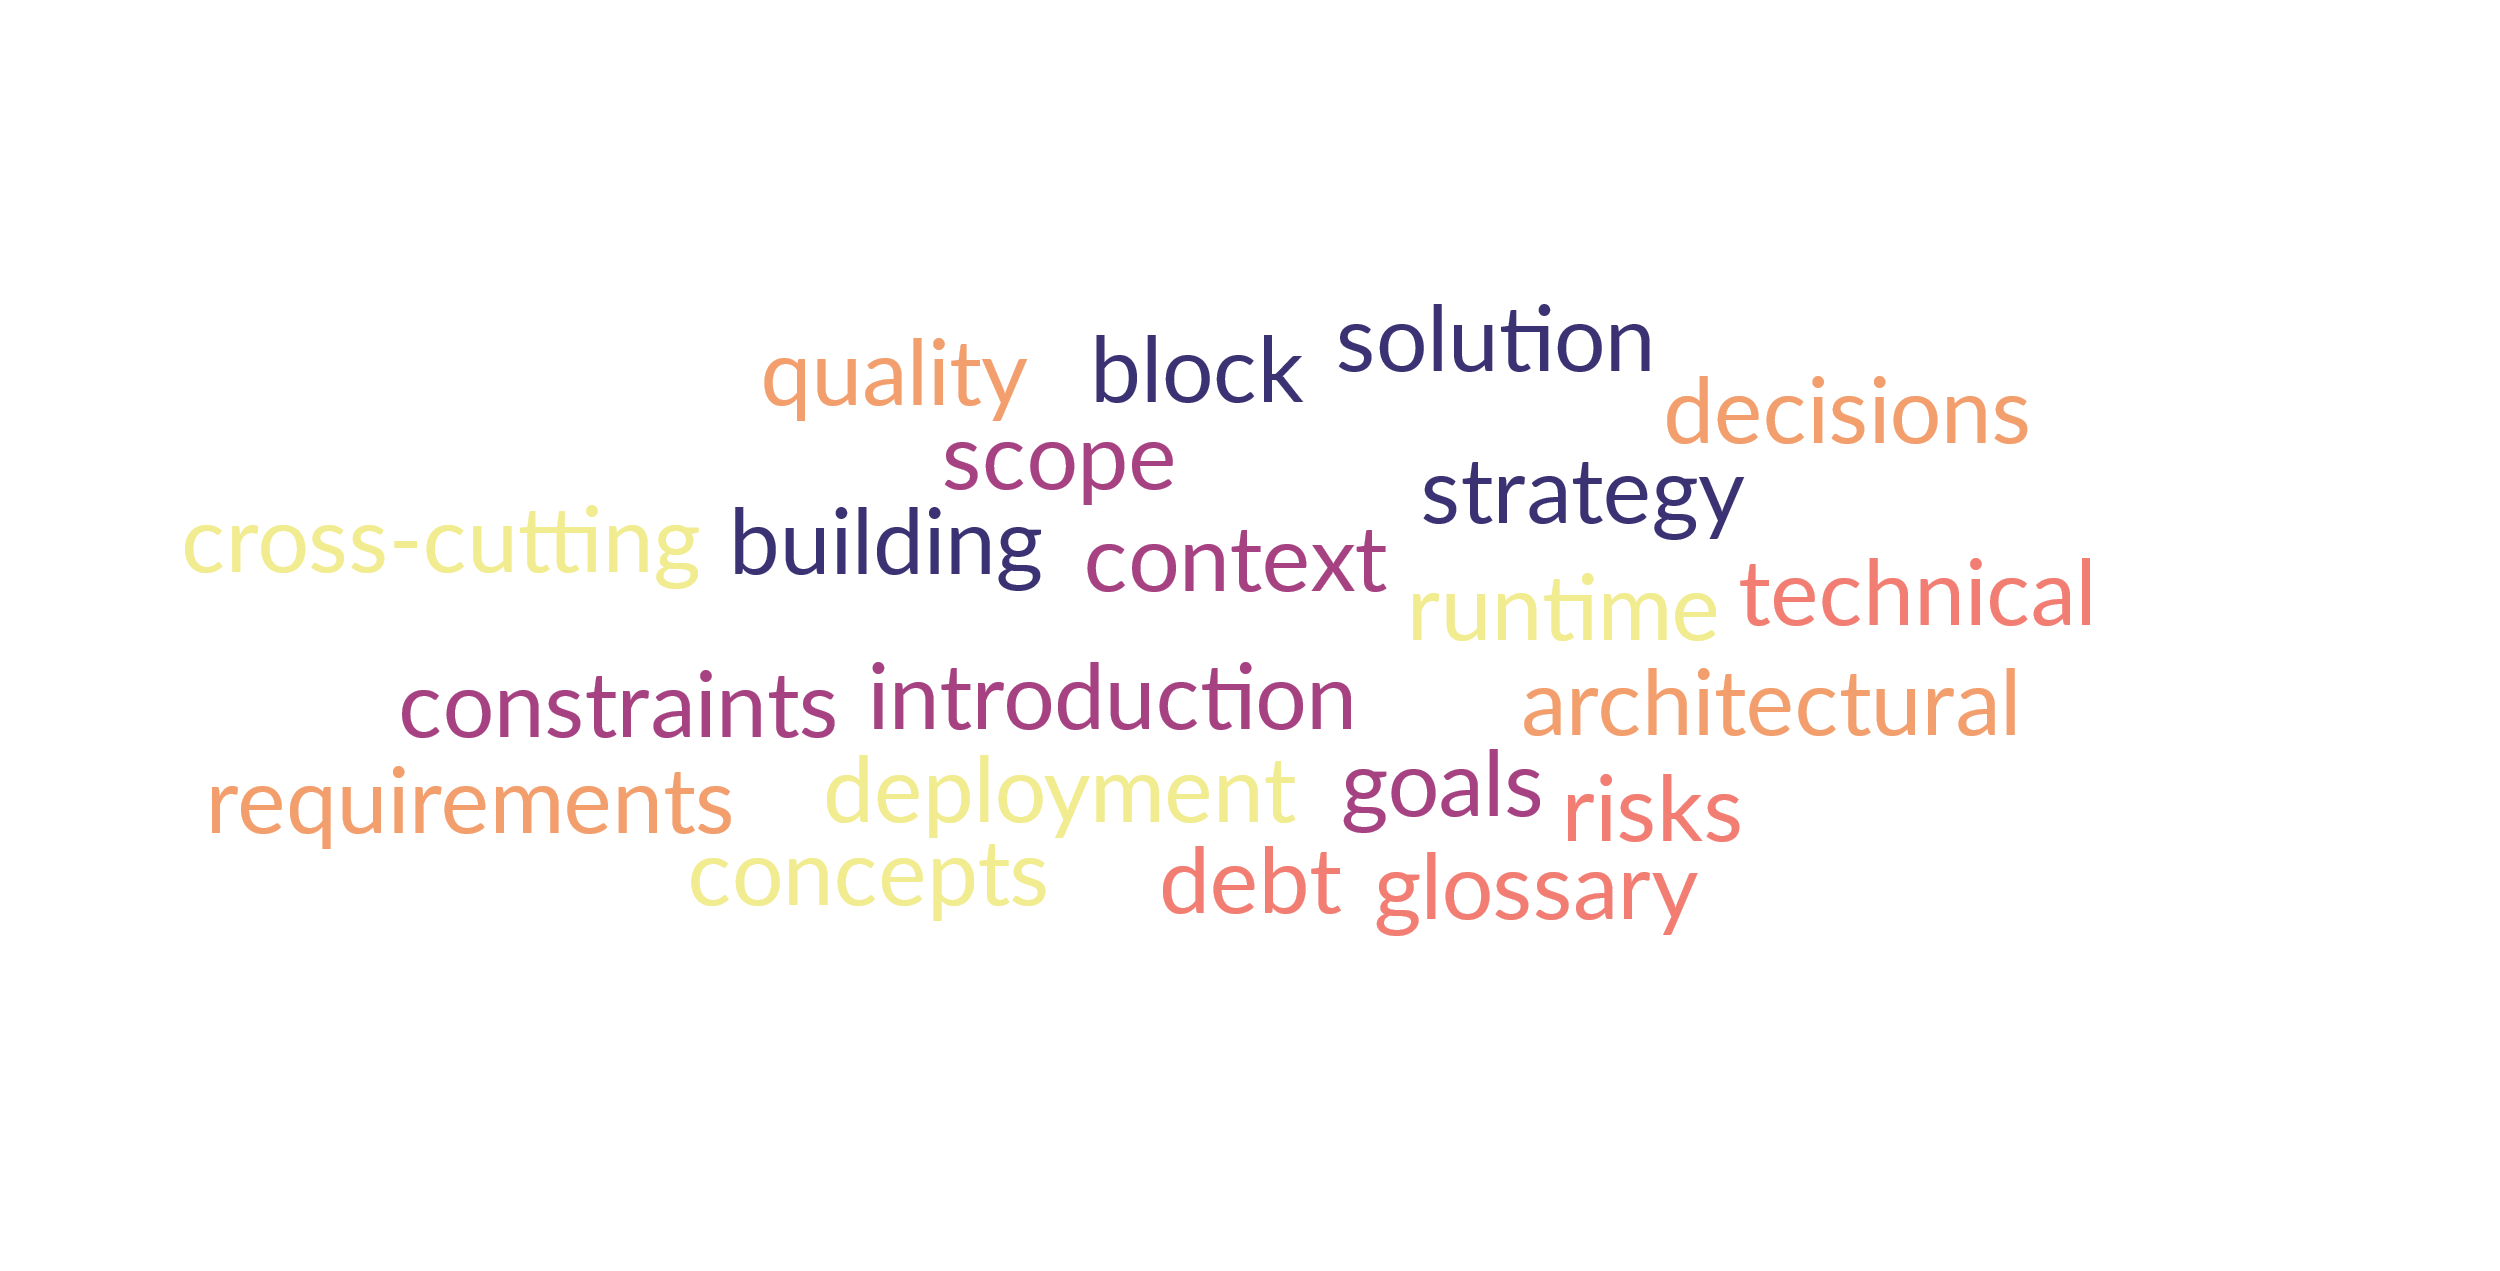 solution
quality block
decisions
scope
strategy
cross-cutting building context
runtime technical
constraints introduction architectural
requirements deployment goals risks
concepts debt glossary